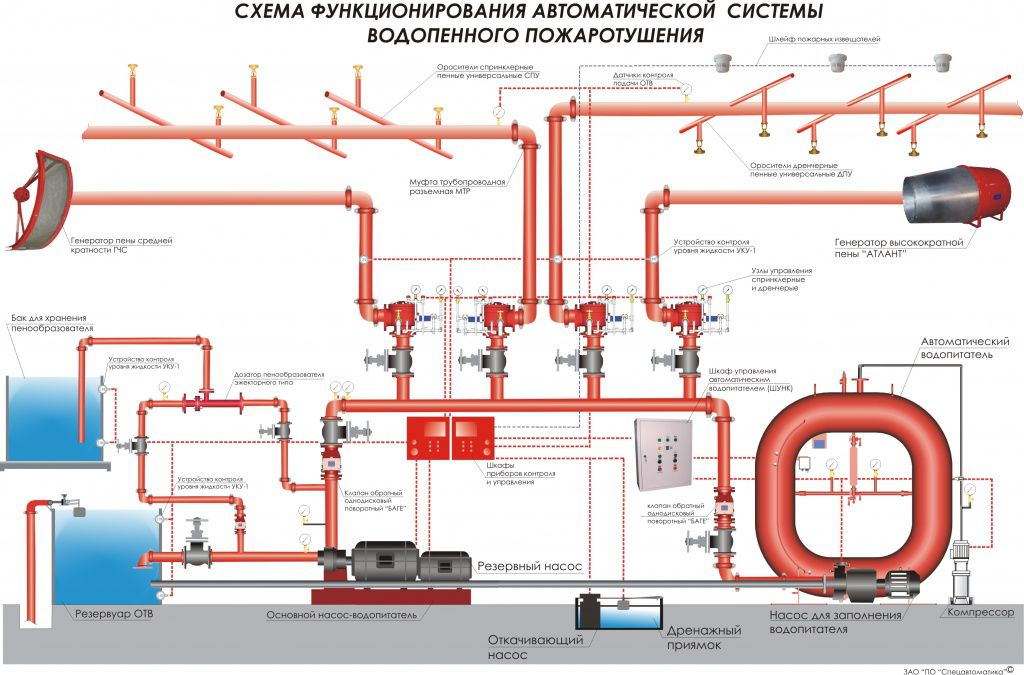 СХЕМА ФУНКЦИОНИРОВАНИЯ АВТОМАТИЧЕСКОЙ СИСТЕМЫ
ВОДОПЕННОГО ПОЖАРОТУШЕНИЯ
Шлейф пожарных извещателей
Оросители спринклерные
пенные универсальные СПУ
Датчики контроля
подачи ОТВ
Муфта трубопроводная
разъемная МТР
Оросители дренчерные
пенные универсальные ДПУ
Генератор пены средней
кратности ГЧС
Устройство контроля
уровня жидкости УКУ-1
Генератор высокократной
пены "АТЛАНТ"
Узлы управления
спринклерные
и дренчерые
Бак для хранения
пенообразователя
Устройство контроля
уровня жидкости УКУ-1
Дозатор пенообразователя
эжекторного типа
Шкаф управления
автоматическим
водопитателем (ШУНК)
Автоматический
водопитатель
Шкафы
приборов контроля
и управления
Устройство контроля
уровня жидкости УКУ-1
Клапан обратный
однодисковый
поворотный "БАГЕ"
клапан обратный
однодисковый
поворотный "БАГЕ"
Резервный насос
Резервуар ОТВ
Основной насос-водопитатель
Откачивающий
насос
Дренажный
приямок
Насос для заполнения
водопитателя
Компрессор
ЗАО "ПО "Спецавтоматика"©